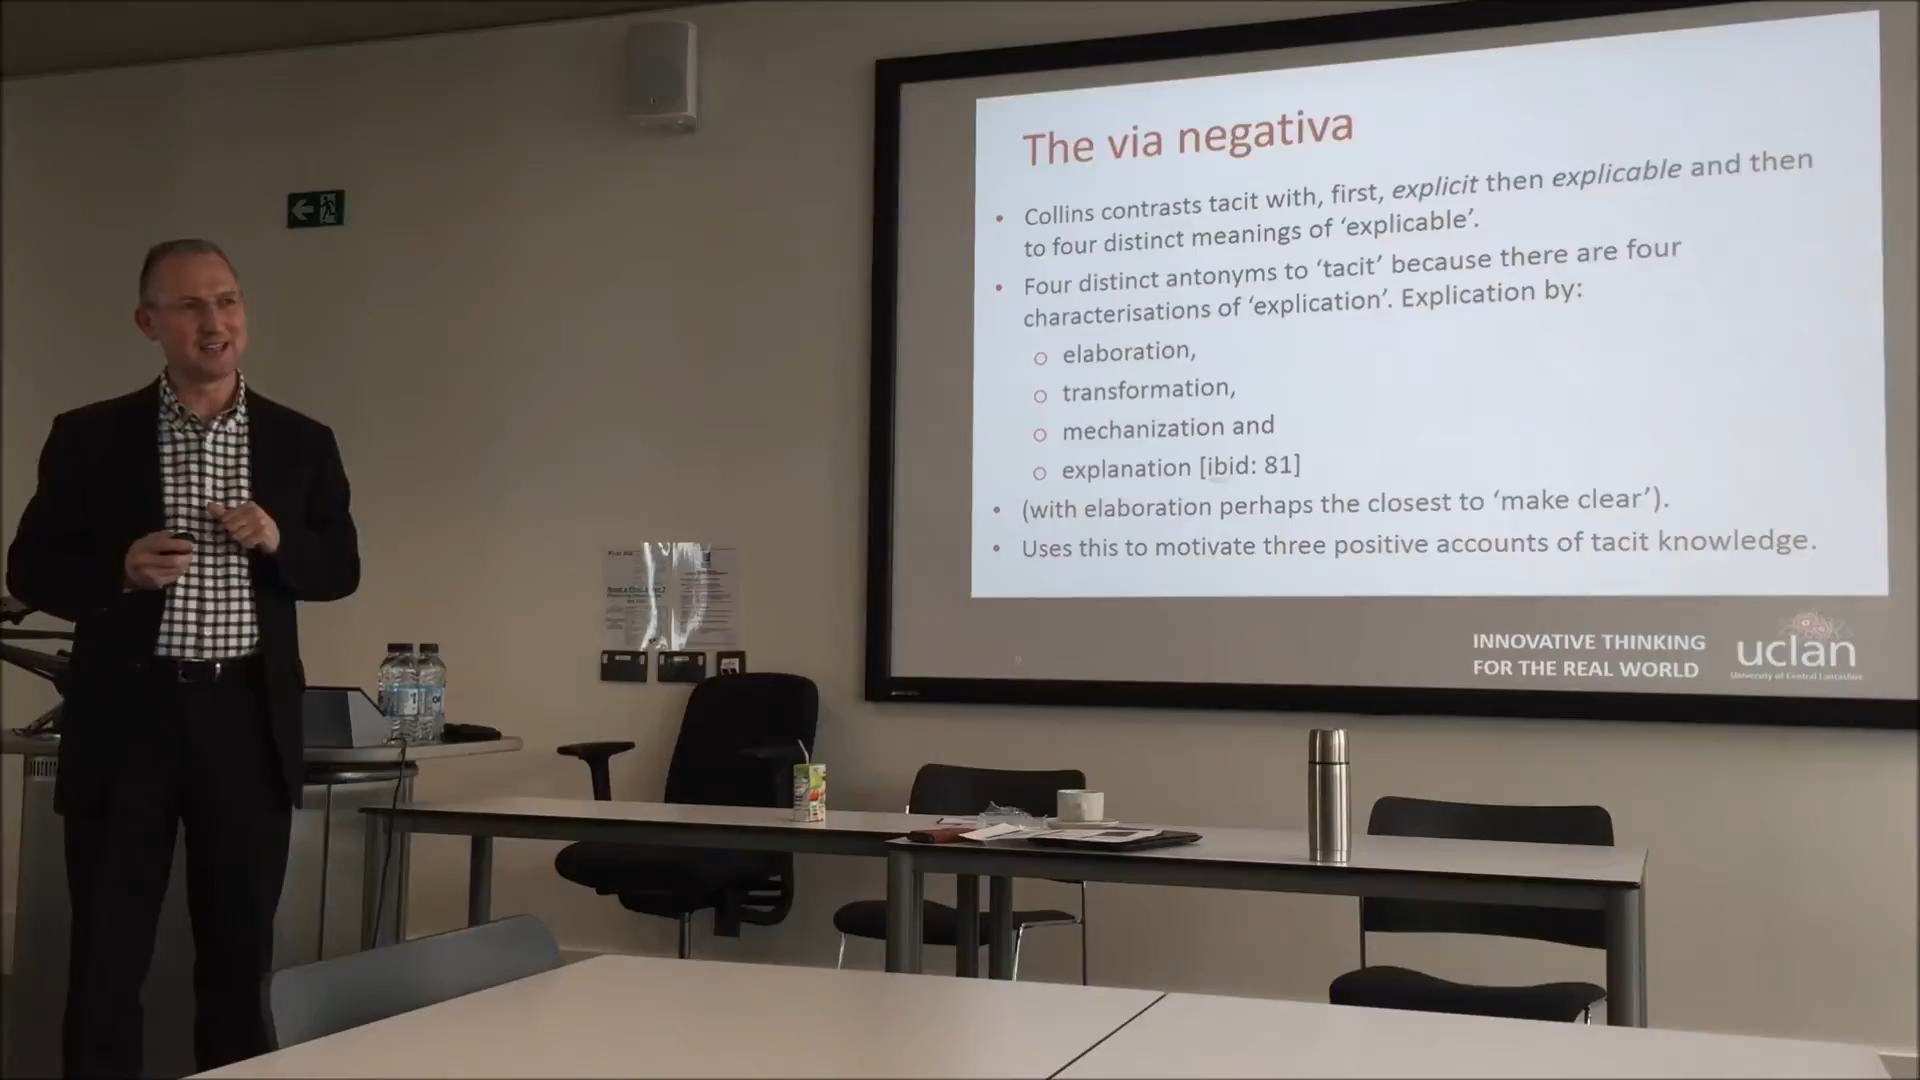 The via negativa
• Collins contrasts tacit with, first, explicit then explicable and then
to four distinct meanings of ‘explicable’.
• Four distinct antonyms to ‘tacit’ because there are four
characterisations of ‘explication’. Explication by:
o elaboration,
o transformation,
o mechanization and
o explanation [ibid: 81]
• (with elaboration perhaps the closest to ‘make clear’).
• Uses this to motivate three positive accounts of tacit knowledge.
INNOVATIVE THINKING
FOR THE REAL WORLD
uclan
University of Central Lancashire